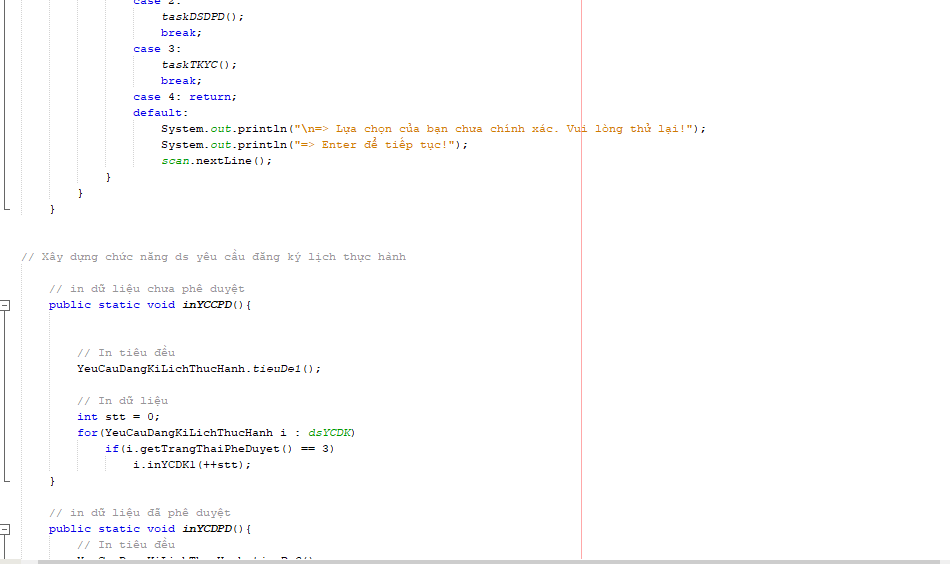 case 2:
taskDSDPD();
break;
case 3:
taskTKYC();
break;
case 4: return;
default:
System.out.println("\n=> Lựa chọn của bạn chưa chính xác. Vui lòng thử lại!");
System.out.println("=> Enter để tiếp tục!");
scan.nextLine();
}
}
}
// Xây dựng chức năng ds yêu cầu đăng ký lịch thực hành
// in dữ liệu chưa phê duyệt
public static void inYCCPD(){
// In tiêu đều
YeuCauDangKiLichThucHanh.tieuDe1();
// In dữ liệu
int stt = 0;
for(YeuCauDangKiLichThucHanh i : dsYCDK)
if(i.getTrangThaiPheDuyet() == 3)
i.inYCDK1(++stt);
}
// in dữ liệu đã phê duyệt
public static void inYCDPD(){
// In tiêu đều